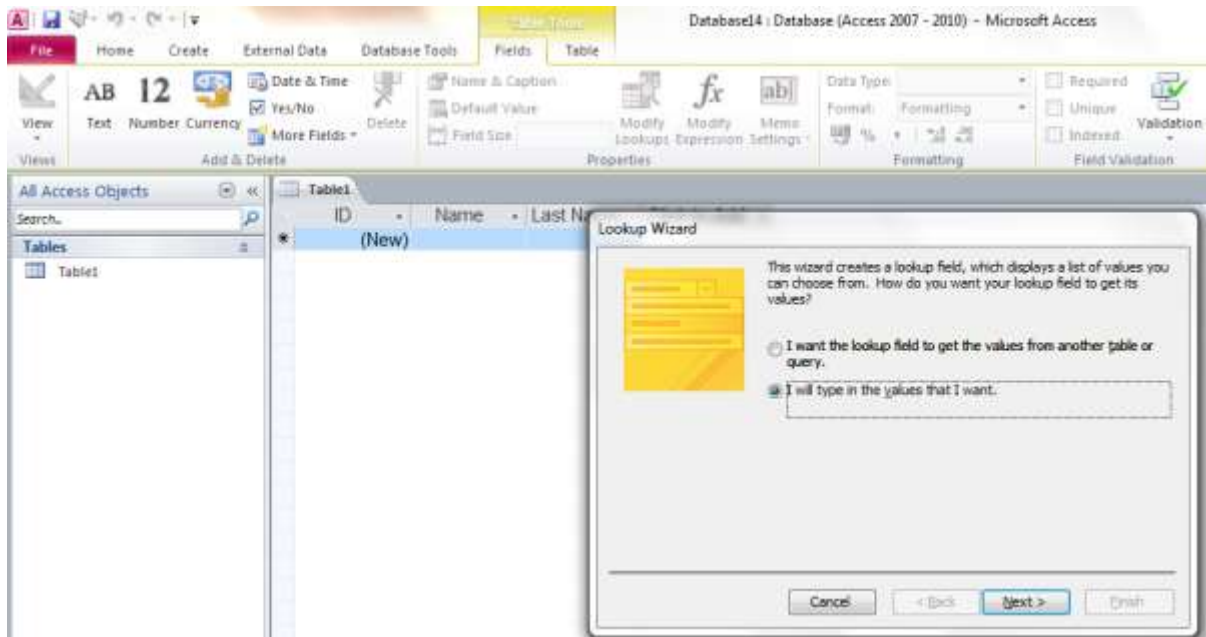 Table Tools
Database14 : Database (Access 2007 - 2010) - Microsoft Access
File Home Create External Data Database Tools Fields Table
View
AB
Text
12
Number
Currency
Date & Time
Yes/No
More Fields
Delete
Name & Caption
Default Value
Field Size
Modify Lookups
fx
Modify Expression
ab
Memo Settings
Data Type:
Format: Formatting
%
Required
Unique
Indexed
Validation
Views Add & Delete Properties Formatting Field Validation
All Access Objects
Search..
Tables
Table1
Table1
ID Name Last
(New)
Lookup Wizard
This wizard creates a lookup field, which displays a list of values you
can choose from. How do you want your lookup field to get its
values?
I want the lookup field to get the values from another table or
query.
I will type in the values that I want.
Cancel < Back Next > Finish